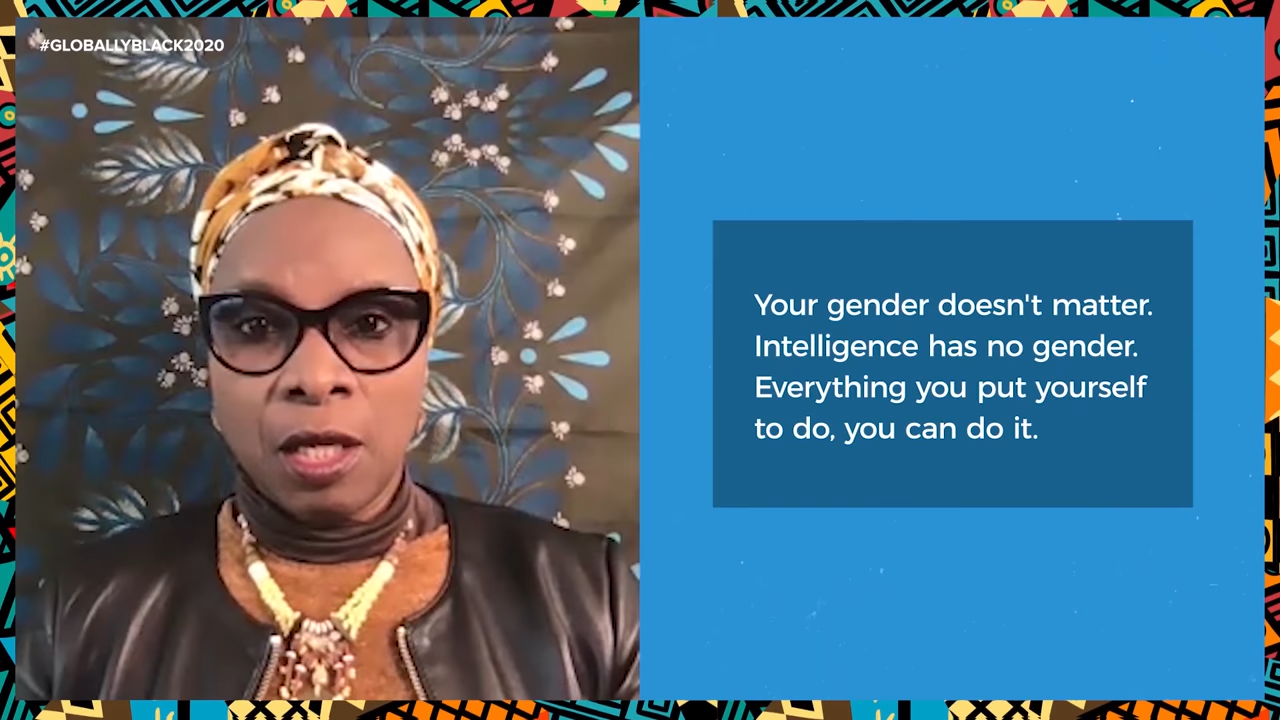 #GLOBALLYBLACK2020
Your gender doesn't matter.
Intelligence has no gender.
Everything you put yourself
to do, you can do it.